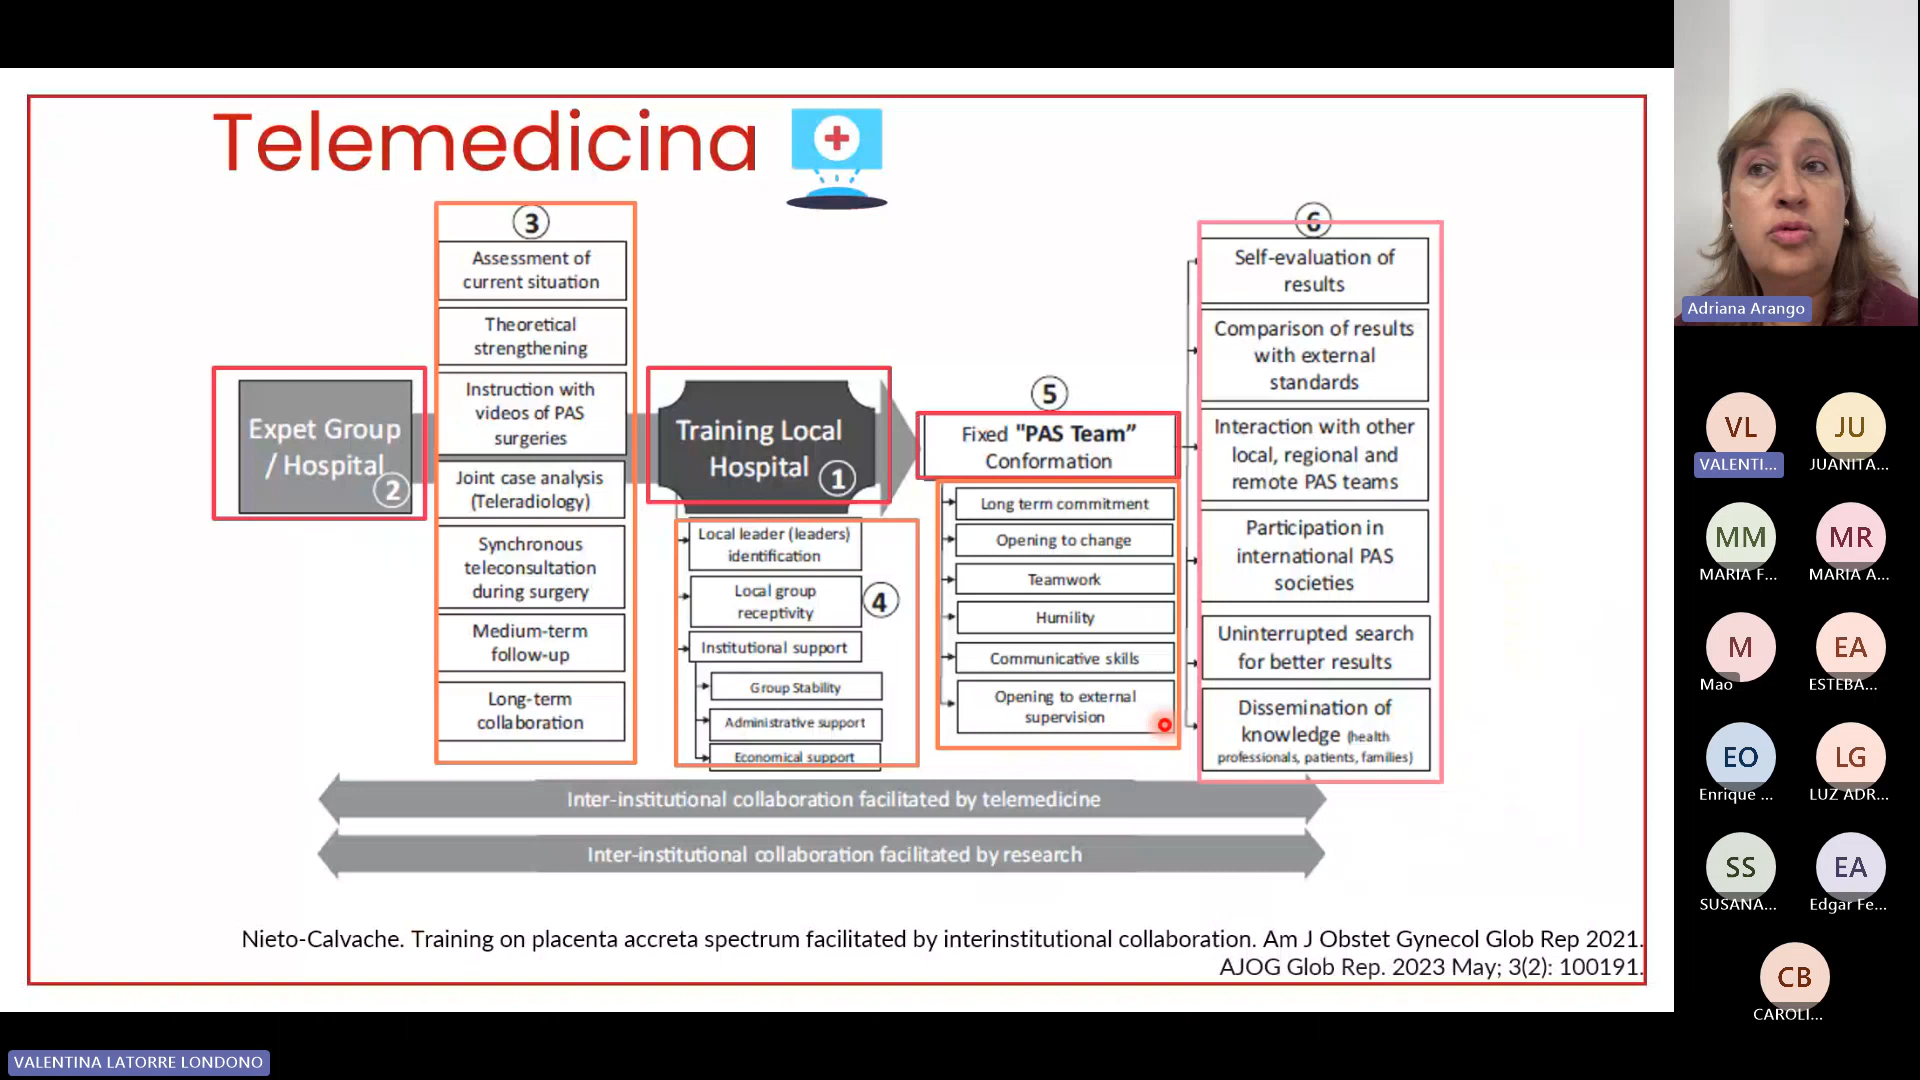 Telemedicina
3
Assessment of
current situation
Theoretical
strengthening
Instruction with
videos of PAS
surgeries
Joint case analysis
(Teleradiology)
Synchronous
teleconsultation
during surgery
Medium-term
follow-up
Long-term
collaboration
Expet Group
/ Hospital
2
Training Local
Hospital
1
Local leader (leaders)
identification
Local group
receptivity
4
Institutional support
Group Stability
Administrative support
Economical support
5
Fixed "PAS Team”
Conformation
Long term commitment
Opening to change
Teamwork
Humility
Communicative skills
Opening to external
supervision
6
Self-evaluation of
results
Comparison of results
with external
standards
Interaction with other
local, regional and
remote PAS teams
Participation in
international PAS
societies
Uninterrupted search
for better results
Dissemination of
knowledge (health
professionals, patients, families)
Inter-institutional collaboration facilitated by telemedicine
Inter-institutional collaboration facilitated by research
Nieto-Calvache. Training on placenta accreta spectrum facilitated by interinstitutional collaboration. Am J Obstet Gynecol Glob Rep 2021.
AJOG Glob Rep. 2023 May; 3(2): 100191.
VALENTINA LATORRE LONDONO
Adriana Arango
VL
VALENTI...
JU
JUANITA...
MM
MARIA F...
MR
MARIA A...
M
Mao
EA
ESTEBA...
EO
Enrique ...
LG
LUZ ADR...
SS
SUSANA...
EA
Edgar Fe...
CB
CAROLI...